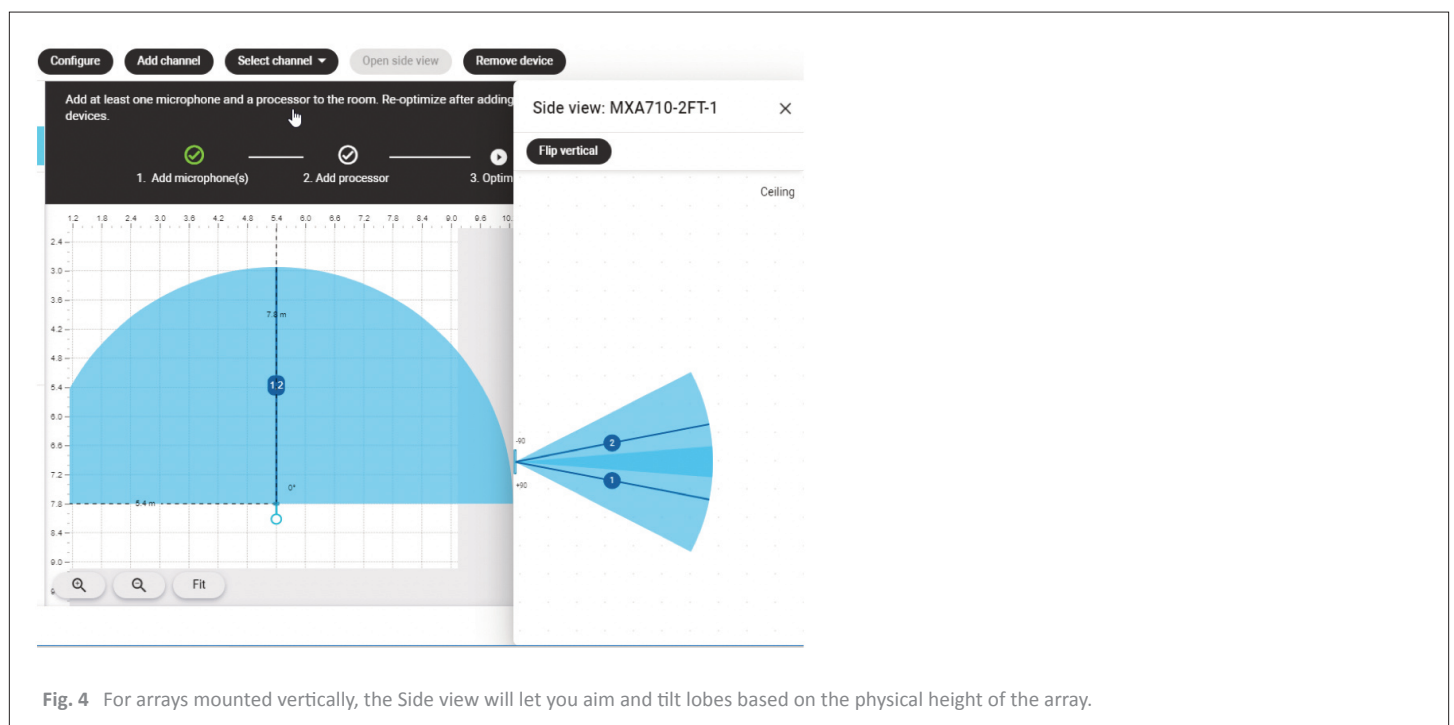 Configure Add channel Select channel Open side view Remove device
Add at least one microphone and a processor to the room. Re-optimize after adding
devices.
1. Add microphone(s) 2. Add processor 3. Optim
Side view: MXA710-2FT-1
Flip vertical
Ceiling
1.2 1.8 2.4 3.0 3.6 4.2 4.8 5.4 6.0 6.6 7.2 7.8 8.4 9.0 9.6 10.
2.4
3.0
3.6
7.8 m
4.2
4.8
5.4
1 2
6.0
6.6
7.2
0°
7.8
5.4 m
8.4
9.0
Fit
-90
2
+90
1
Fig. 4 For arrays mounted vertically, the Side view will let you aim and tilt lobes based on the physical height of the array.